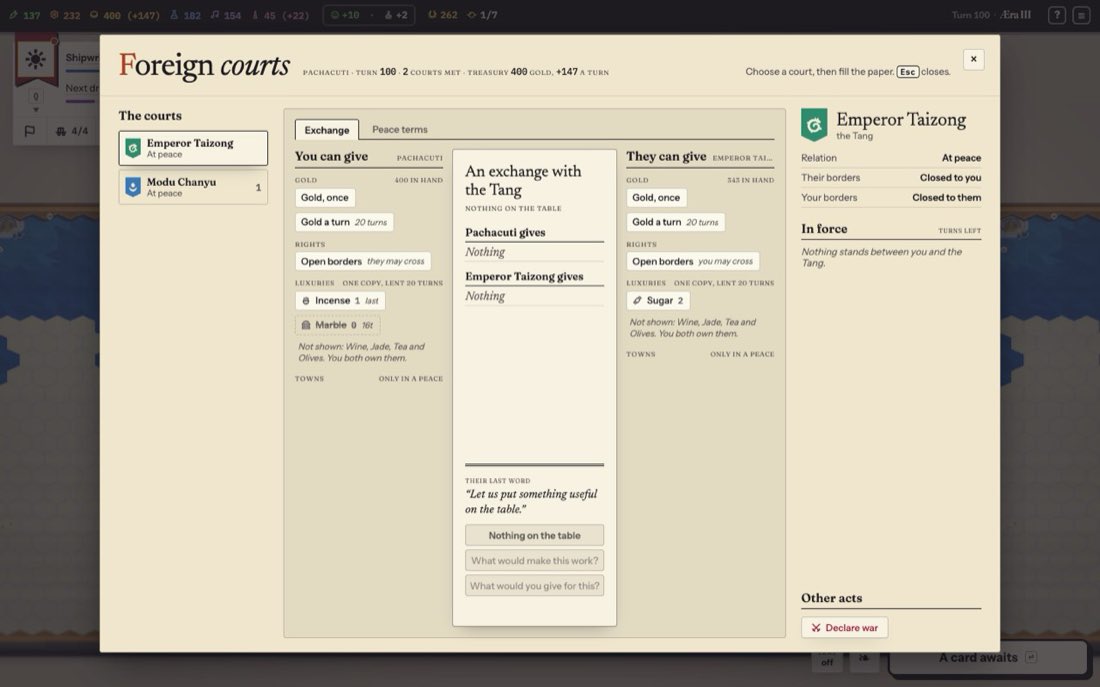 137 232 400 (+147) 182 154 45 (+22) +10 · +2 262 1/7
Turn 100 · Æra III ?
Shipwr
Q
Next dr
4/4
Foreign courts
PACHACUTI · TURN 100 · 2 COURTS MET · TREASURY 400 GOLD, +147 A TURN
Choose a court, then fill the paper. Esc closes.
×
The courts
Emperor Taizong
At peace
Modu Chanyu
At peace
1
Exchange
Peace terms
You can give PACHACUTI
GOLD 400 IN HAND
Gold, once
Gold a turn 20 turns
RIGHTS
Open borders they may cross
LUXURIES ONE COPY, LENT 20 TURNS
Incense 1 last
Marble 0 16t
Not shown: Wine, Jade, Tea and
Olives. You both own them.
TOWNS ONLY IN A PEACE
An exchange with
the Tang
NOTHING ON THE TABLE
Pachacuti gives
Nothing
Emperor Taizong gives
Nothing
THEIR LAST WORD
“Let us put something useful
on the table.”
Nothing on the table
What would make this work?
What would you give for this?
They can give EMPEROR TAI…
GOLD 545 IN HAND
Gold, once
Gold a turn 20 turns
RIGHTS
Open borders you may cross
LUXURIES ONE COPY, LENT 20 TURNS
Sugar 2
Not shown: Wine, Jade, Tea and
Olives. You both own them.
TOWNS ONLY IN A PEACE
Emperor Taizong
the Tang
Relation At peace
Their borders Closed to you
Your borders Closed to them
In force TURNS LEFT
Nothing stands between you and the
Tang.
Other acts
Declare war
off
A card awaits